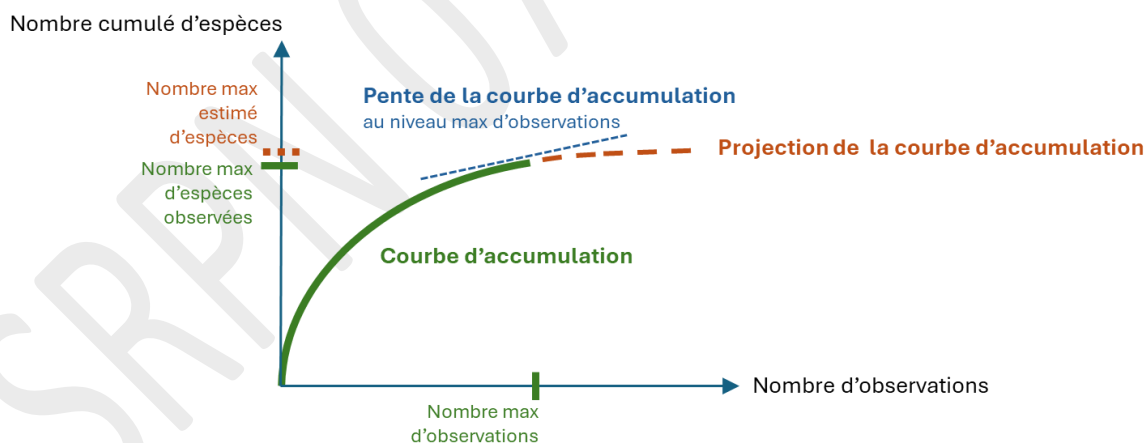 Nombre cumulé d’espèces
Nombre max
estimé
d’espèces
Nombre max
d’espèces
observées
Pente de la courbe d’accumulation
au niveau max d’observations
Projection de  la courbe d’accumulation
Courbe d’accumulation
Nombre d’observations
Nombre max
d’observations
SRPN